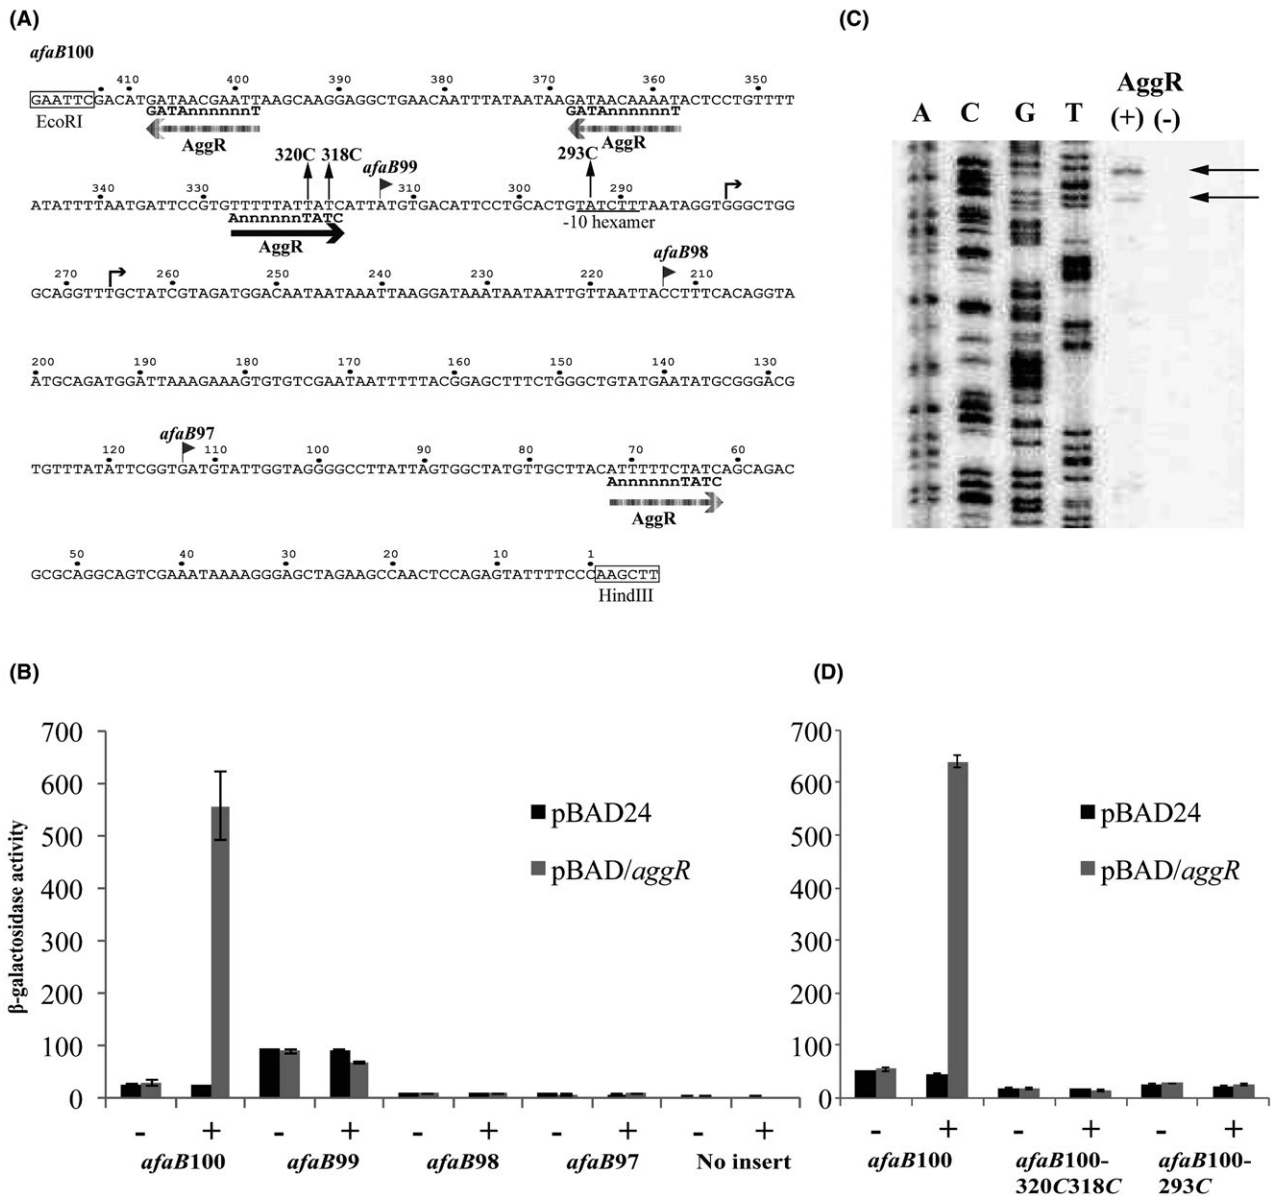 (A)
afaB100
410 400 390 380 370 360 350
GAATTCGACATGATAACGAATTAAGCAAGGAGGCTGAACAATTTATAATAAGATAACAAAATACTCCTGTTTT
GATAnnnnnnT GATAnnnnnnT
EcoRI
AggR AggR
320C 318C afaB99 293C
340 330 310 300 290
ATATTTTAATGATTCCGTGTTTTTATTATCATTATGTGACATTCCTGCACTGTATCTTTAATAGGTGGGCTGG
AnnnnnnTATC -10 hexamer
AggR
afaB98
270 260 250 240 230 220 210
GCAGGTTTGCTATCGTAGATGGACAATAATAAATTAAGGATAAATAATAATTGTTAATTACCTTTCACAGGTA
200 190 180 170 160 150 140 130
ATGCAGATGGATTAAAGAAAGTGTGTCGAATAATTTTTACGGAGCTTTCTGGGCTGTATGAATATGCGGGACG
afaB97
120 110 100 90 80 70 60
TGTTTATATTCGGTGATGTATTGGTAGGGGCCTTATTAGTGGCTATGTTGCTTACATTTTTCTATCAGCAGAC
AnnnnnnTATC
AggR
50 40 30 20 10 1
GCGCAGGCAGTCGAAATAAAAGGGAGCTAGAAGCCAACTCCAGAGTATTTTCCCAAGCTT
HindIII
(C)
AggR
A C G T (+) (-)
(B)
β-galactosidase activity
700
600
500
400
300
200
100
0
pBAD24
pBAD/aggR
- + - + - + - + - +
afaB100 afaB99 afaB98 afaB97 No insert
(D)
700
600
500
400
300
200
100
0
pBAD24
pBAD/aggR
- + - + - +
afaB100 afaB100- afaB100-
320C318C 293C